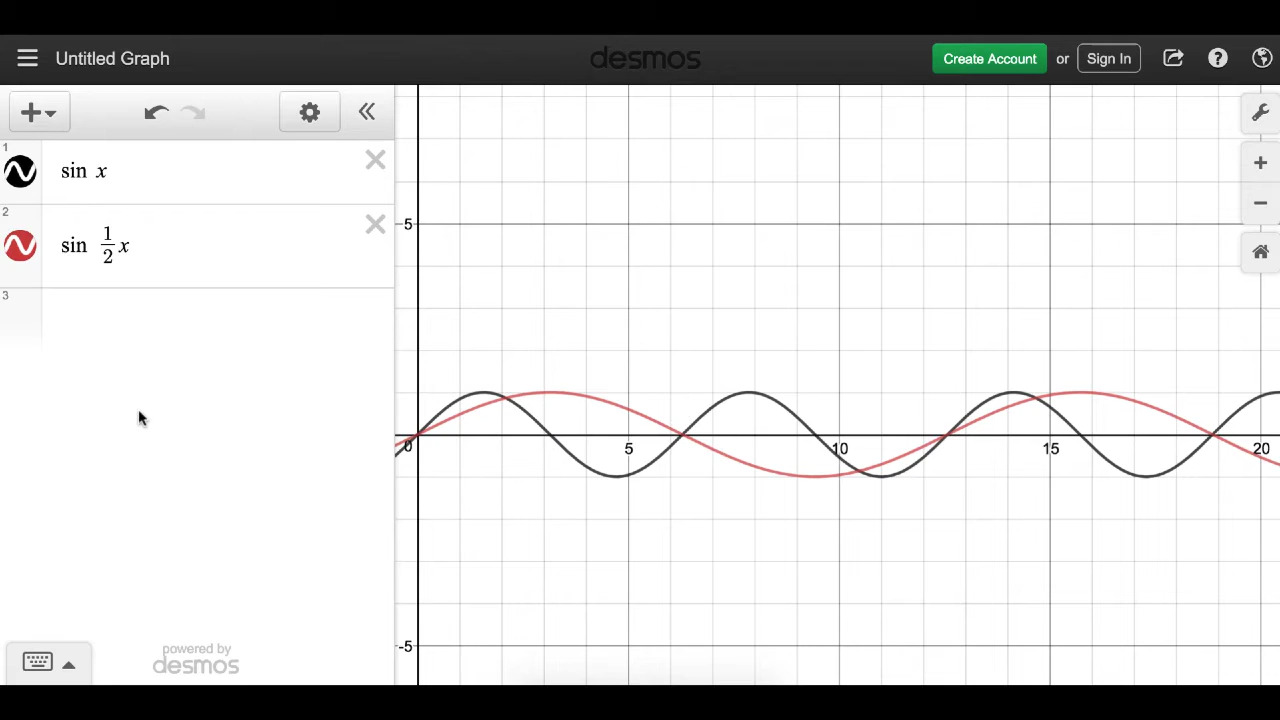 Untitled Graph
desmos
Create Account or Sign In
1
sin x
2
sin 1/2 x
3
5
0
5
10
15
20
-5
powered by
desmos